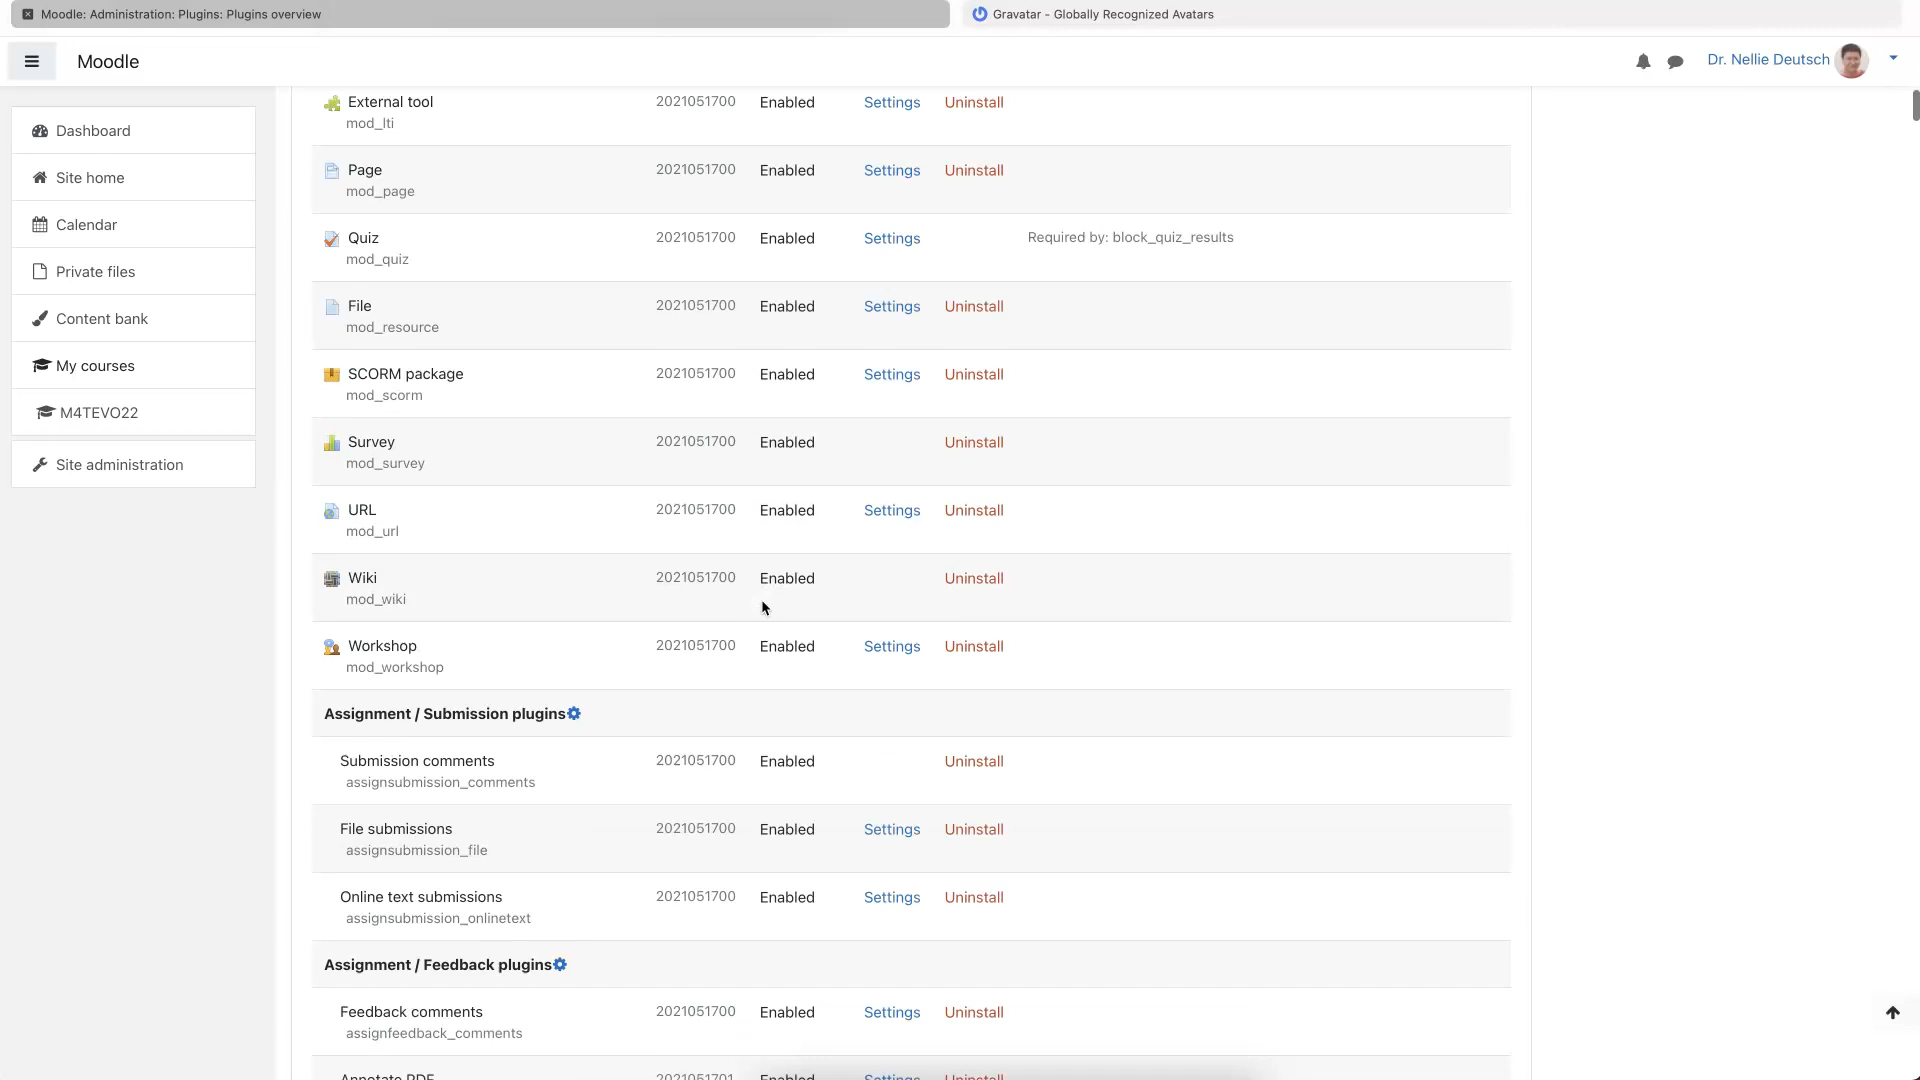 Moodle: Administration: Plugins: Plugins overview
Gravatar - Globally Recognized Avatars
Moodle
Dr. Nellie Deutsch
Dashboard
Site home
Calendar
Private files
Content bank
My courses
M4TEVO22
Site administration
External tool 2021051700 Enabled Settings Uninstall
mod_lti
Page 2021051700 Enabled Settings Uninstall
mod_page
Quiz 2021051700 Enabled Settings Required by: block_quiz_results
mod_quiz
File 2021051700 Enabled Settings Uninstall
mod_resource
SCORM package 2021051700 Enabled Settings Uninstall
mod_scorm
Survey 2021051700 Enabled Uninstall
mod_survey
URL 2021051700 Enabled Settings Uninstall
mod_url
Wiki 2021051700 Enabled Uninstall
mod_wiki
Workshop 2021051700 Enabled Settings Uninstall
mod_workshop
Assignment / Submission plugins
Submission comments 2021051700 Enabled Uninstall
assignsubmission_comments
File submissions 2021051700 Enabled Settings Uninstall
assignsubmission_file
Online text submissions 2021051700 Enabled Settings Uninstall
assignsubmission_onlinetext
Assignment / Feedback plugins
Feedback comments 2021051700 Enabled Settings Uninstall
assignfeedback_comments
Annotate PDF 2021051701 Enabled Settings Uninstall